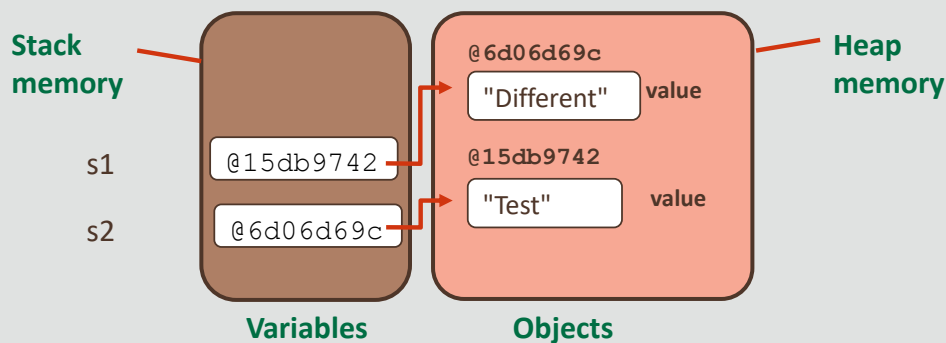 Stack
memory
@6d06d69c
"Different"
value
Heap
memory
s1
@15db9742
@15db9742
"Test"
value
s2
@6d06d69c
Variables
Objects